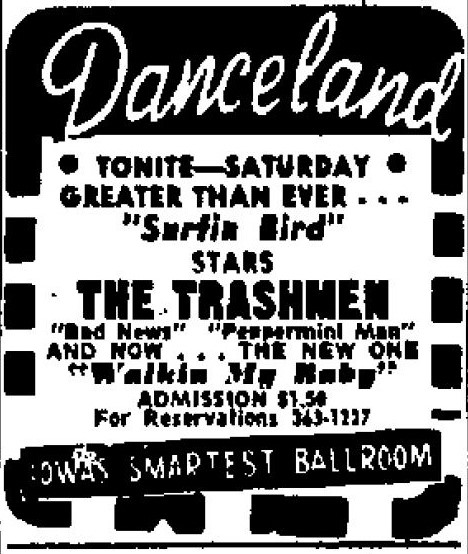 Danceland
• TONITE—SATURDAY •
GREATER THAN EVER . . .
"Surfin Bird"
STARS
THE TRASHMEN
"Bad News" "Peppermint Man"
AND NOW . . . THE NEW ONE
"Walkin My Baby"
ADMISSION $1.50
For Reservations 363-1227
IOWA'S SMARTEST BALLROOM